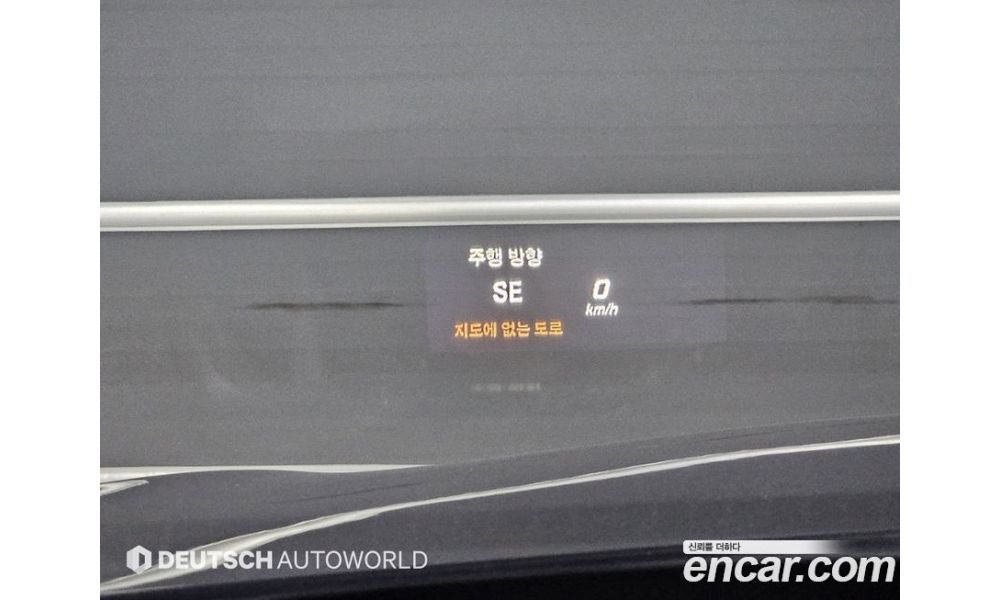 주행 방향
SE
0
km/h
지도에 없는 도로
DEUTSCH AUTOWORLD
신뢰를 더하다
encar.com